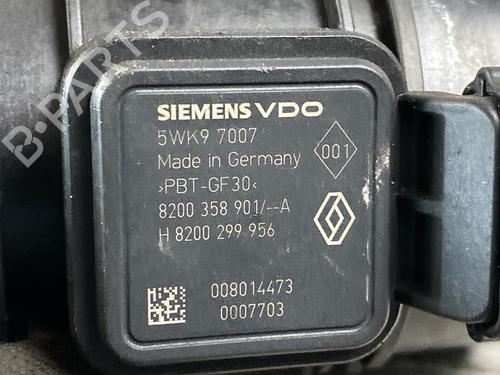 SIEMENS VDO
5WK9 7007
Made in Germany
001
>PBT-GF30<
8200 358 901/--A
H 8200 299 956
008014473
0007703
B-PARTS